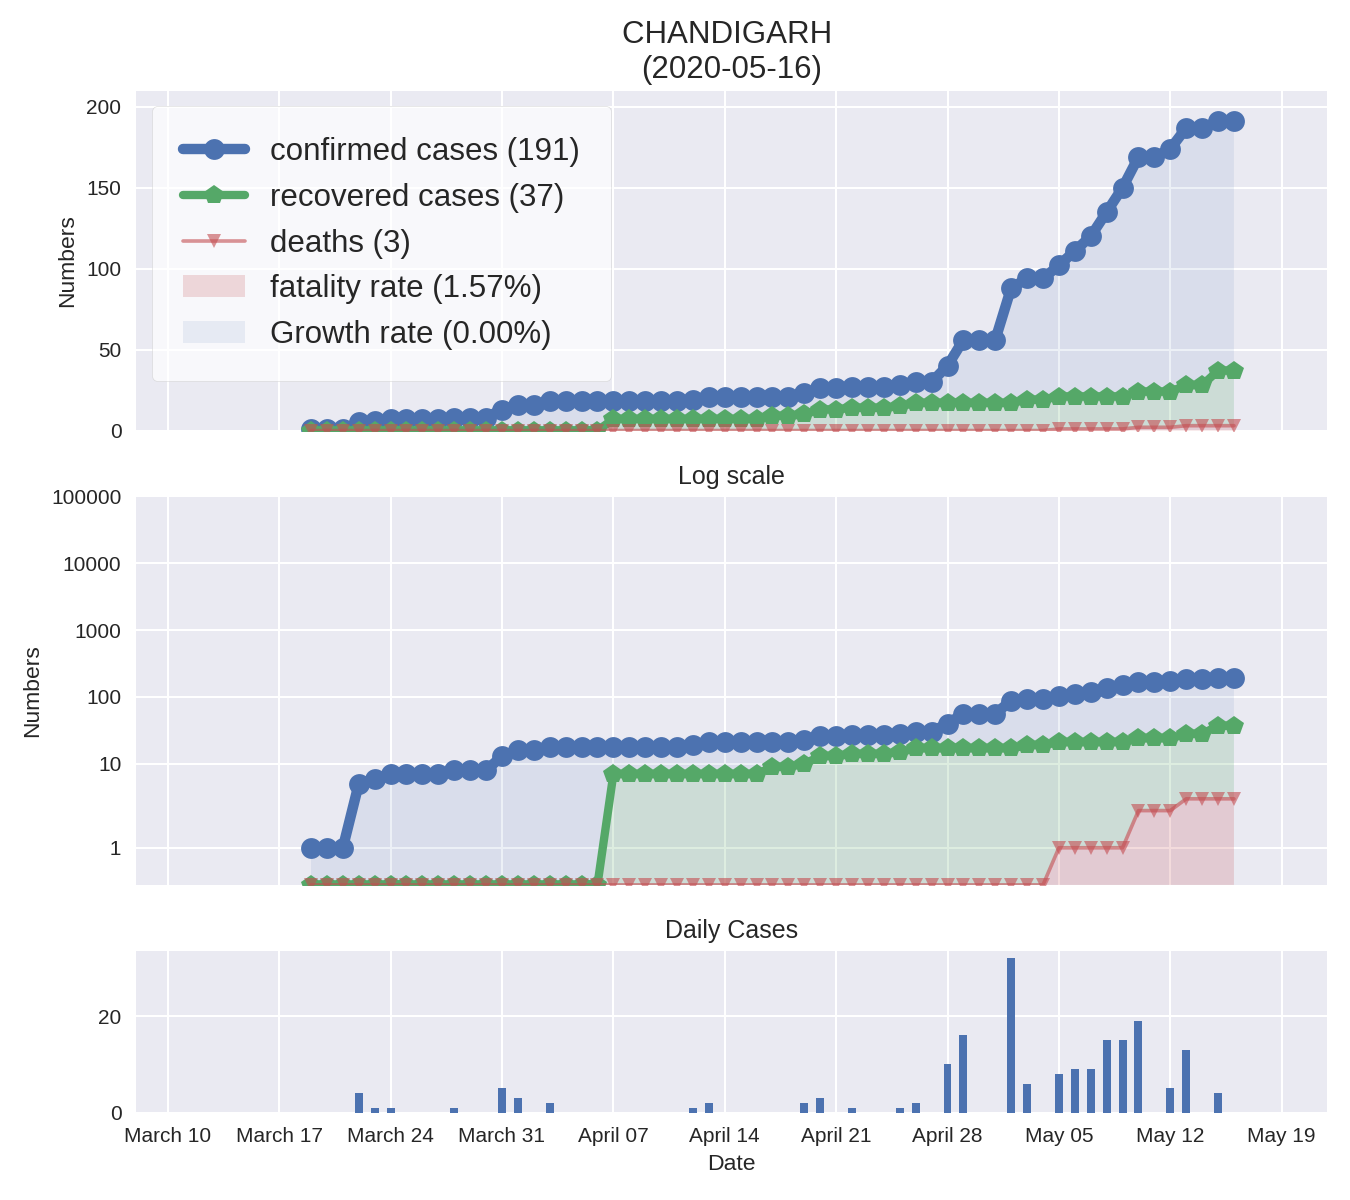 CHANDIGARH
(2020-05-16)
200
150
100
50
0
Numbers
confirmed cases (191)
recovered cases (37)
deaths (3)
fatality rate (1.57%)
Growth rate (0.00%)
Log scale
100000
10000
1000
100
10
1
Numbers
Daily Cases
20
0
March 10 March 17 March 24 March 31 April 07 April 14 April 21 April 28 May 05 May 12 May 19
Date